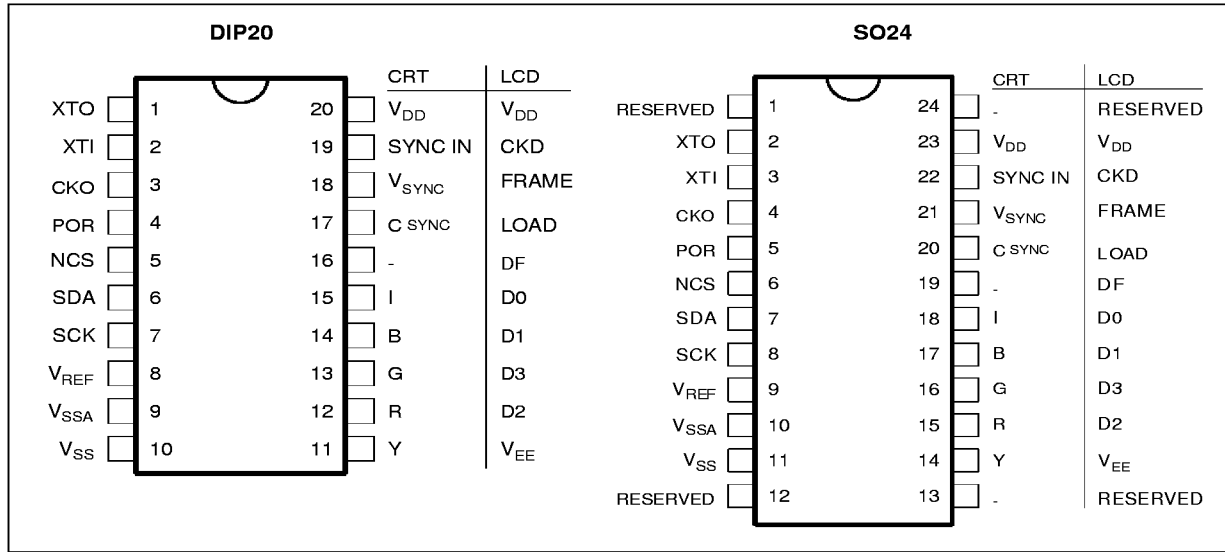 DIP20
CRT LCD
XTO 1 20 VDD VDD
XTI 2 19 SYNC IN CKD
CKO 3 18 VSYNC FRAME
POR 4 17 C SYNC LOAD
NCS 5 16 - DF
SDA 6 15 I D0
SCK 7 14 B D1
VREF 8 13 G D3
VSSA 9 12 R D2
VSS 10 11 Y VEE
SO24
CRT LCD
RESERVED 1 24 - RESERVED
XTO 2 23 VDD VDD
XTI 3 22 SYNC IN CKD
CKO 4 21 VSYNC FRAME
POR 5 20 C SYNC LOAD
NCS 6 19 - DF
SDA 7 18 I D0
SCK 8 17 B D1
VREF 9 16 G D3
VSSA 10 15 R D2
VSS 11 14 Y VEE
RESERVED 12 13 - RESERVED